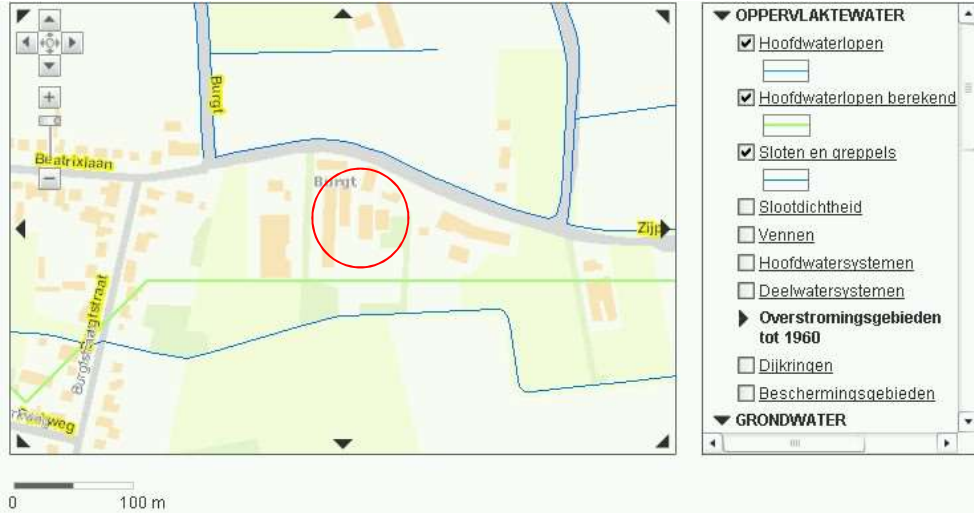 Burgt
Beatrixlaan
Burgt
Zijp
Burgtstraat
weg
0 100 m
OPPERVLAKTEWATER
Hoofdwaterlopen
Hoofdwaterlopen berekend
Sloten en greppels
Slootdichtheid
Vennen
Hoofdwatersystemen
Deelwatersystemen
Overstromingsgebieden
tot 1960
Dijkringen
Beschermingsgebieden
GRONDWATER